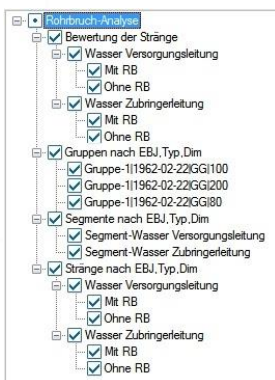 Rohrbruch-Analyse
Bewertung der Stränge
Wasser Versorgungsleitung
Mit RB
Ohne RB
Wasser Zubringerleitung
Mit RB
Ohne RB
Gruppen nach EBJ,Typ,Dim
Gruppe-1|1962-02-22|GG|100
Gruppe-1|1962-02-22|GG|200
Gruppe-1|1962-02-22|GG|80
Segmente nach EBJ,Typ,Dim
Segment-Wasser Versorgungsleitung
Segment-Wasser Zubringerleitung
Stränge nach EBJ,Typ,Dim
Wasser Versorgungsleitung
Mit RB
Ohne RB
Wasser Zubringerleitung
Mit RB
Ohne RB